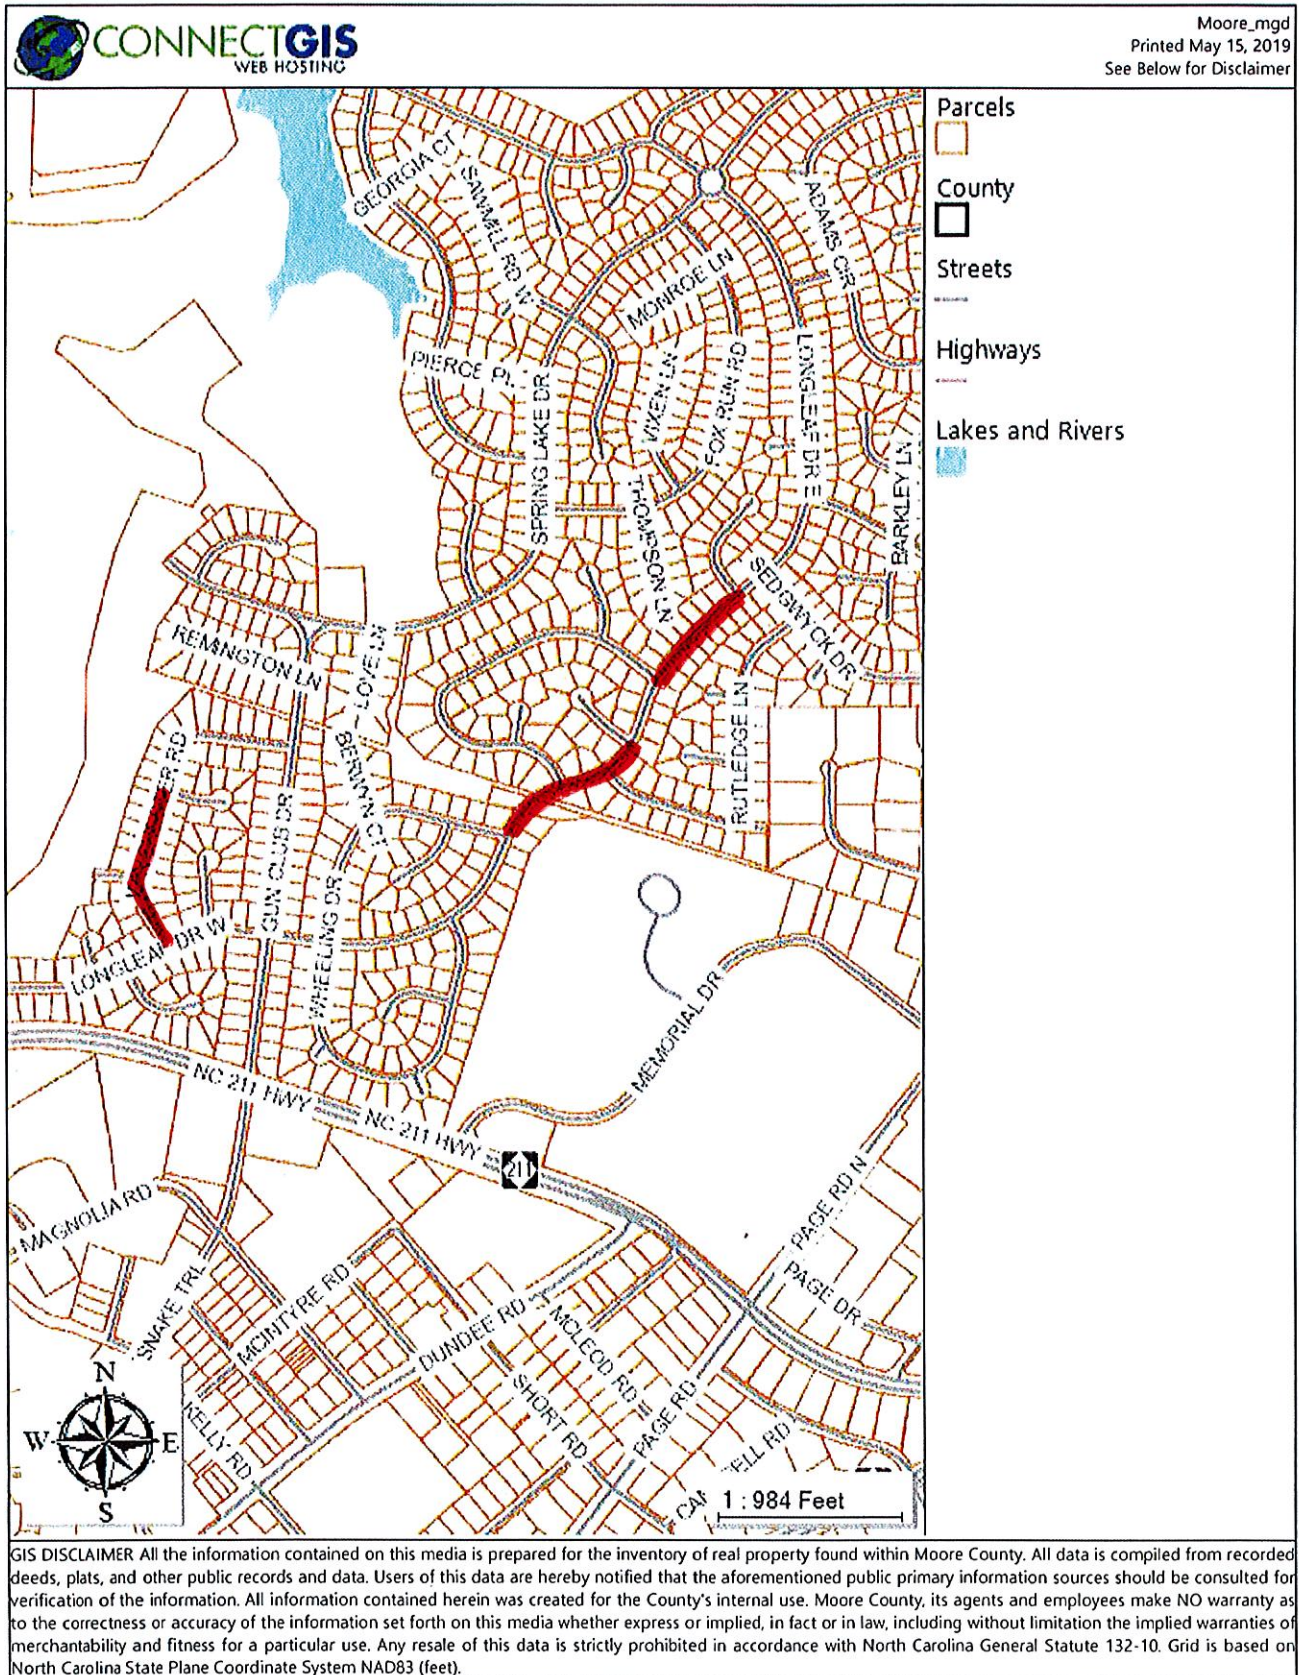 CONNECTGIS
WEB HOSTING
Moore_mgd
Printed May 15, 2019
See Below for Disclaimer
Parcels
County
Streets
Highways
Lakes and Rivers
GEORGIA CT
SAWMILL RD W
ADAMS CIR
MONROE LN
PIERCE PL
SPRING LAKE DR
VIXEN LN
FOX RUN RD
LONGLEAF DR E
BARKLEY LN
THOMPSON LN
SEDGWYCK DR
REMINGTON LN
LOVE LN
RUTLEDGE LN
BERWYN CT
ER RD
GUN CLUB DR
WHEELING DR
LONGLEAF DR W
MEMORIAL DR
NC 211 HWY
NC 211 HWY
211
MAGNOLIA RD
PAGE RD N
PAGE DR
SNAKE TRL
MCINTYRE RD
DUNDEE RD
MCLEOD RD
SHORT RD
PAGE RD
KELLY RD
ELL RD
N
W
E
S
1 : 984 Feet
GIS DISCLAIMER All the information contained on this media is prepared for the inventory of real property found within Moore County. All data is compiled from recorded
deeds, plats, and other public records and data. Users of this data are hereby notified that the aforementioned public primary information sources should be consulted for
verification of the information. All information contained herein was created for the County's internal use. Moore County, its agents and employees make NO warranty as
to the correctness or accuracy of the information set forth on this media whether express or implied, in fact or in law, including without limitation the implied warranties of
merchantability and fitness for a particular use. Any resale of this data is strictly prohibited in accordance with North Carolina General Statute 132-10. Grid is based on
North Carolina State Plane Coordinate System NAD83 (feet).